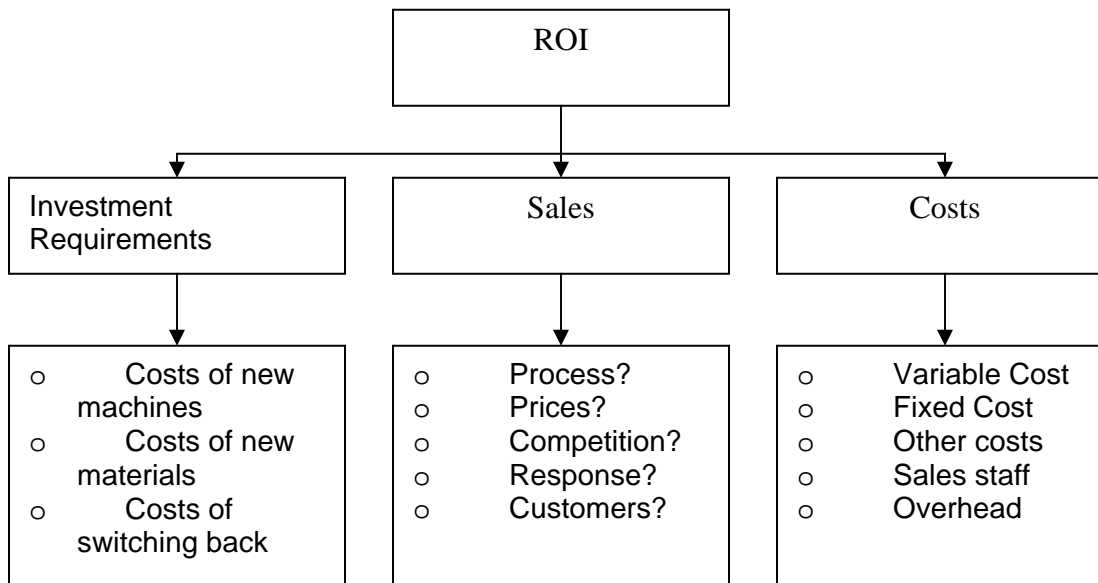 ROI
Investment
Requirements
Sales
Costs
o Costs of new
machines
o Costs of new
materials
o Costs of
switching back
o Process?
o Prices?
o Competition?
o Response?
o Customers?
o Variable Cost
o Fixed Cost
o Other costs
o Sales staff
o Overhead